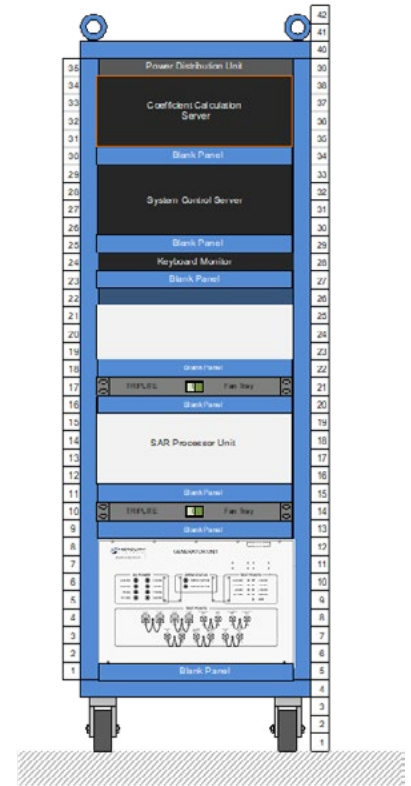 42
41
40
35 Power Distribution Unit 39
34 38
33 Coefficient Calculation 37
32 Server 36
31 35
30 Blank Panel 34
29 33
28 System Control Server 32
27 31
26 30
25 Blank Panel 29
24 Keyboard Monitor 28
23 Blank Panel 27
22 26
21 25
20 24
19 23
18 Blank Panel 22
17 TRIPLITE Fan Tray 21
16 Blank Panel 20
15 19
14 SAR Processor Unit 18
13 17
12 16
11 Blank Panel 15
10 TRIPLITE Fan Tray 14
9 Blank Panel 13
8 GENERATOR UNIT 12
7 11
6 10
5 9
4 8
3 7
2 6
1 Blank Panel 5
4
3
2
1